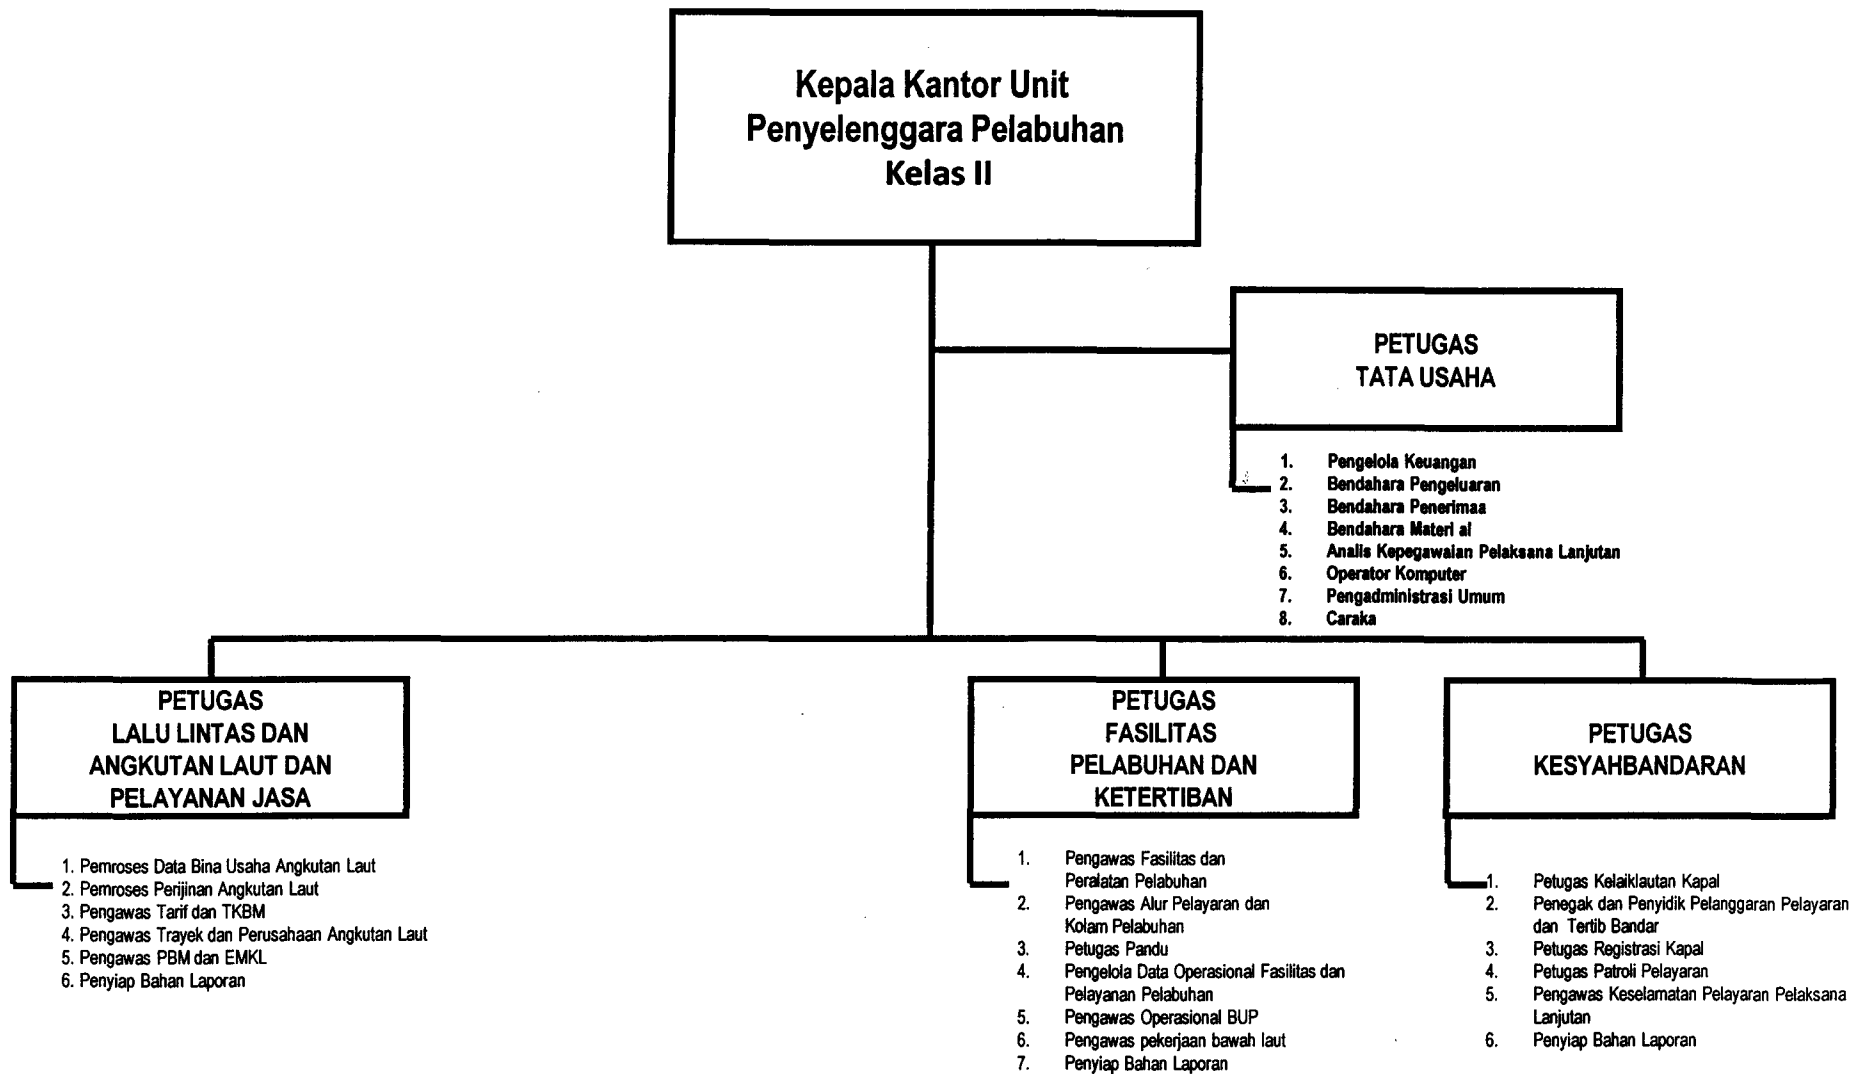 Kepala Kantor Unit
Penyelenggara Pelabuhan
Kelas II
PETUGAS
TATA USAHA
1. Pengelola Keuangan
2. Bendahara Pengeluaran
3. Bendahara Penerimaa
4. Bendahara Materi al
5. Analis Kepegawaian Pelaksana Lanjutan
6. Operator Komputer
7. Pengadministrasi Umum
8. Caraka
PETUGAS
LALU LINTAS DAN
ANGKUTAN LAUT DAN
PELAYANAN JASA
1. Pemroses Data Bina Usaha Angkutan Laut
2. Pemroses Perijinan Angkutan Laut
3. Pengawas Tarif dan TKBM
4. Pengawas Trayek dan Perusahaan Angkutan Laut
5. Pengawas PBM dan EMKL
6. Penyiap Bahan Laporan
PETUGAS
FASILITAS
PELABUHAN DAN
KETERTIBAN
1. Pengawas Fasilitas dan
Peralatan Pelabuhan
2. Pengawas Alur Pelayaran dan
Kolam Pelabuhan
3. Petugas Pandu
4. Pengelola Data Operasional Fasilitas dan
Pelayanan Pelabuhan
5. Pengawas Operasional BUP
6. Pengawas pekerjaan bawah laut
7. Penyiap Bahan Laporan
PETUGAS
KESYAHBANDARAN
1. Petugas Kelaiklautan Kapal
2. Penegak dan Penyidik Pelanggaran Pelayaran
dan Tertib Bandar
3. Petugas Registrasi Kapal
4. Petugas Patroli Pelayaran
5. Pengawas Keselamatan Pelayaran Pelaksana
Lanjutan
6. Penyiap Bahan Laporan